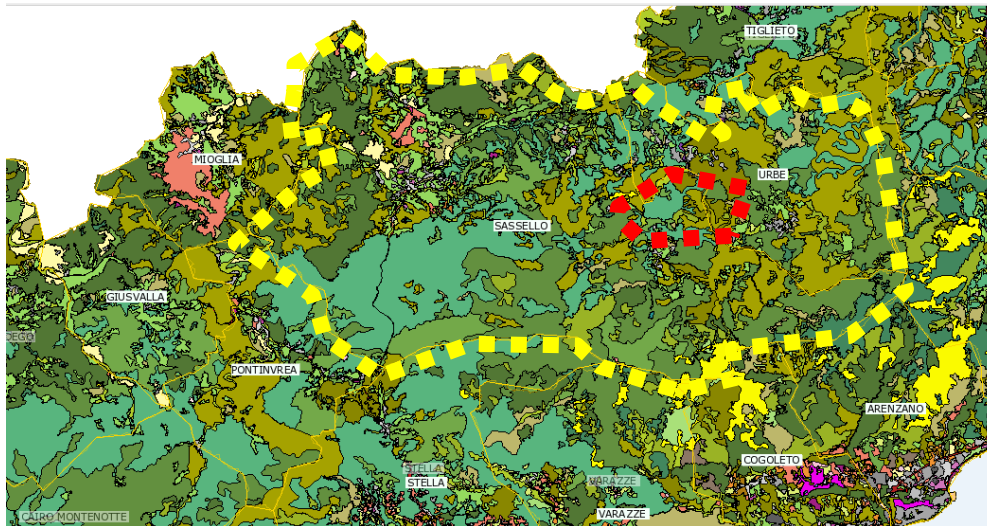 TIGLIETO
MIOGLIA
URBE
SASSELLO
GIUSVALLA
DEGO
PONTINVREA
ARENZANO
COGOLETO
STELLA
STELLA
VARAZZE
VARAZZE
CAIRO MONTENOTTE